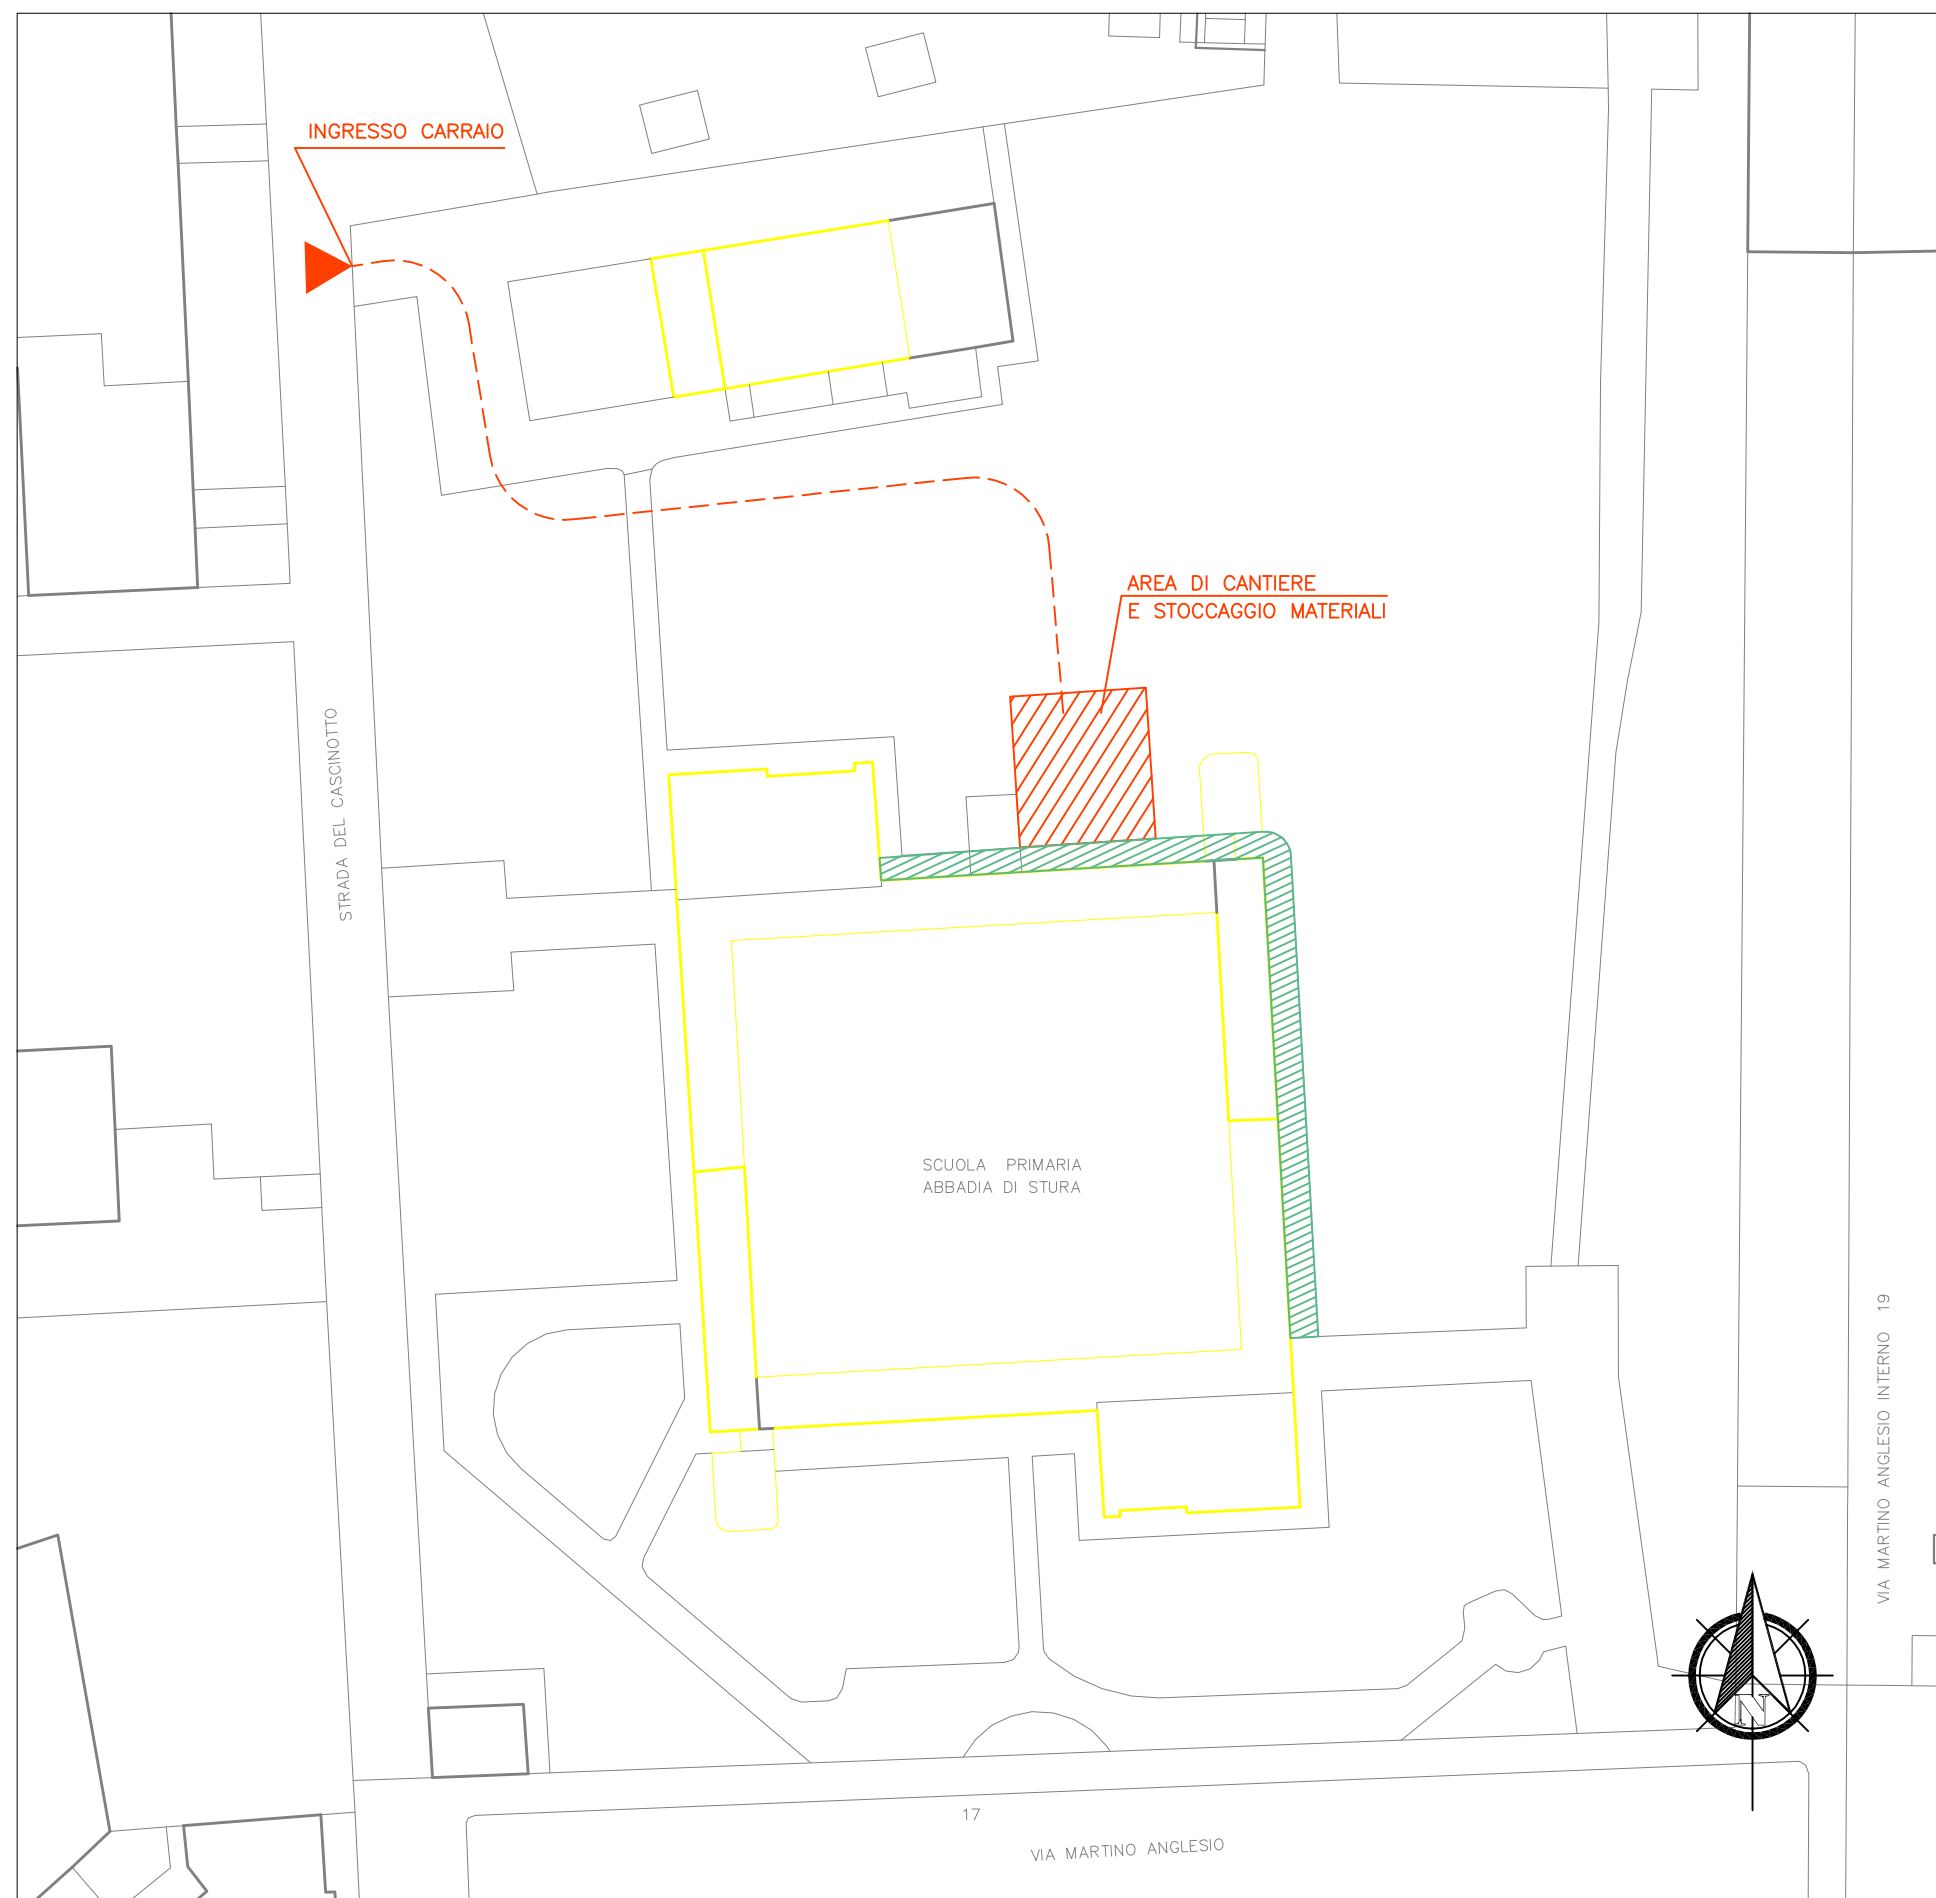 INGRESSO CARRAIO
AREA DI CANTIERE
E STOCCAGGIO MATERIALI
STRADA DEL CASCINOTTO
SCUOLA PRIMARIA
ABBADIA DI STURA
VIA MARTINO ANGLESIO INTERNO 19
N
17
VIA MARTINO ANGLESIO